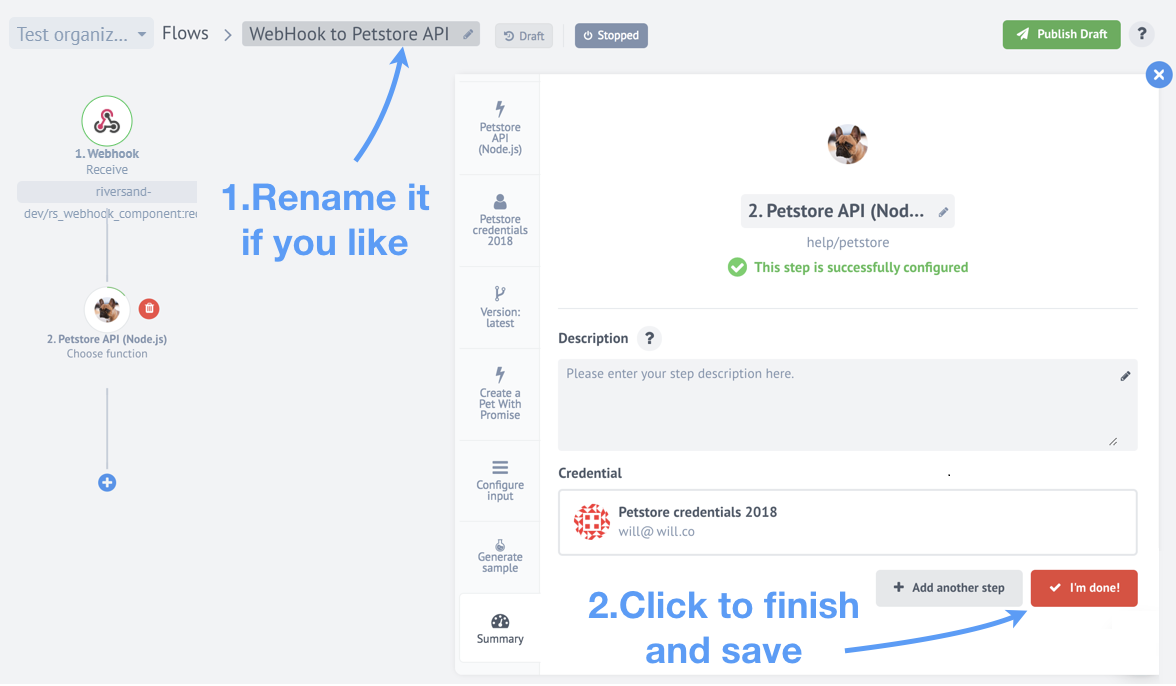 Test organiz...
Flows
WebHook to Petstore API
Draft
Stopped
Publish Draft
?
1. Webhook
Receive
riversand-
dev/rs_webhook_component:rec
1.Rename it
if you like
2. Petstore API (Node.js)
Choose function
Petstore
API
(Node.js)
Petstore
credentials
2018
Version:
latest
Create a
Pet With
Promise
Configure
input
Generate
sample
Summary
2. Petstore API (Nod...
help/petstore
This step is successfully configured
Description ?
Please enter your step description here.
Credential
Petstore credentials 2018
will@will.co
Add another step
I'm done!
2.Click to finish
and save